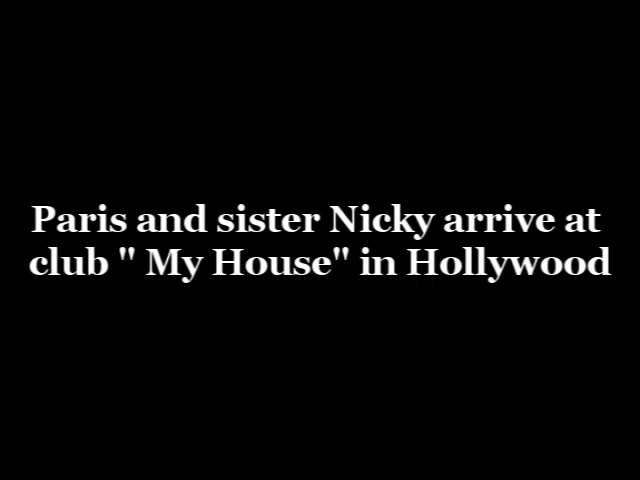 Paris and sister Nicky arrive at
club " My House" in Hollywood